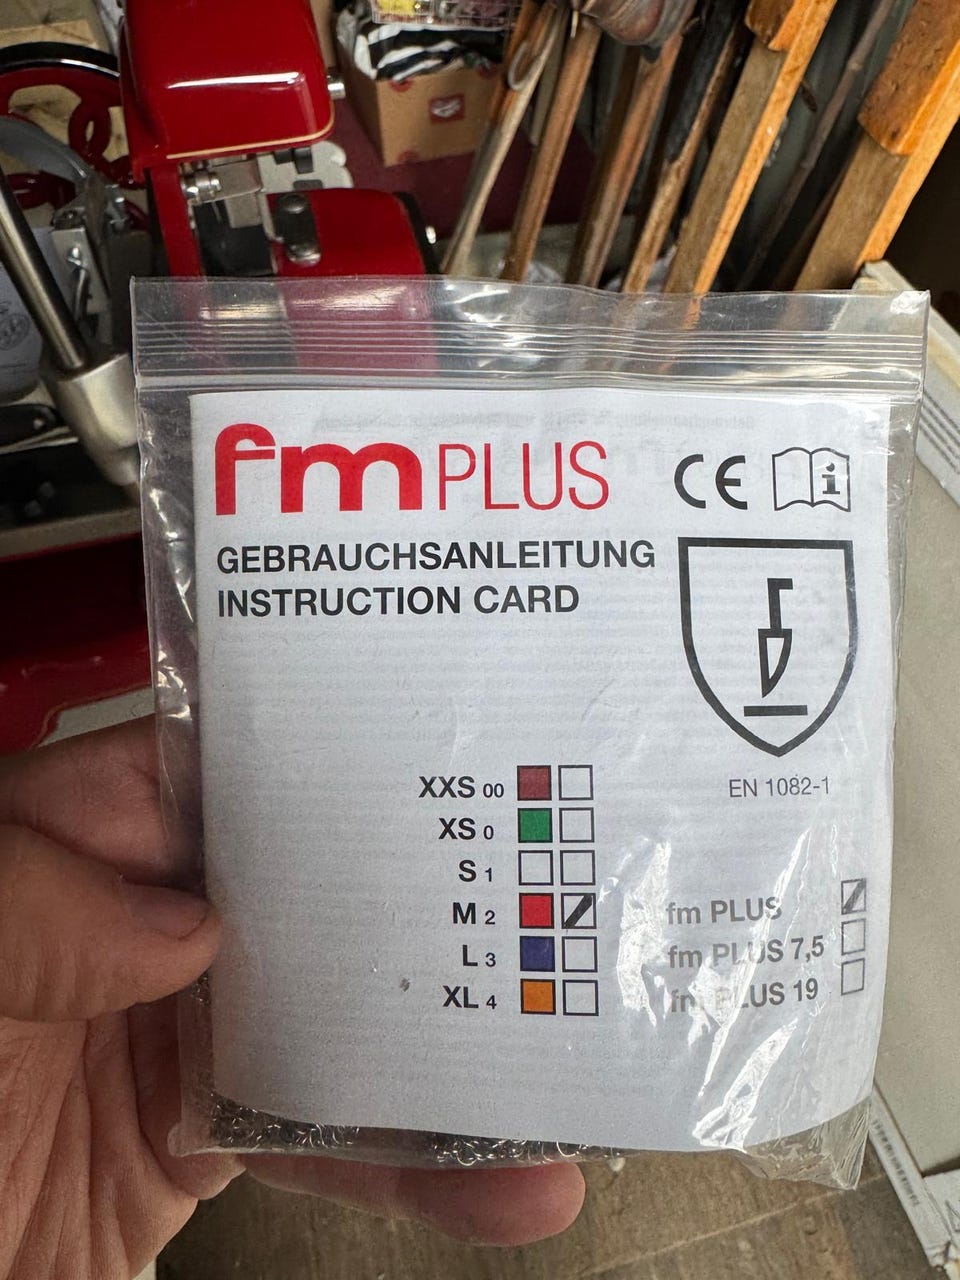 fm PLUS
CE i
GEBRAUCHSANLEITUNG
INSTRUCTION CARD
EN 1082-1
XXS 00
XS 0
S 1
M 2
L 3
XL 4
fm PLUS
fm PLUS 7,5
fm PLUS 19